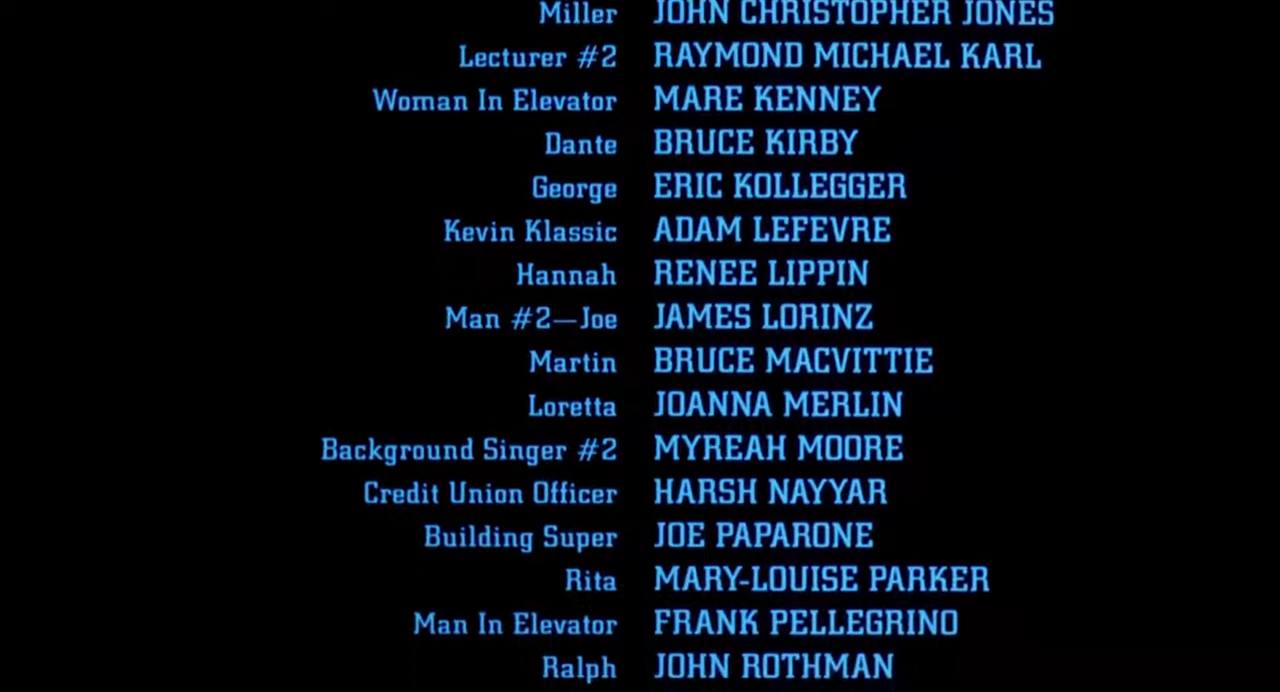 Miller JOHN CHRISTOPHER JONES
Lecturer #2 RAYMOND MICHAEL KARL
Woman In Elevator MARE KENNEY
Dante BRUCE KIRBY
George ERIC KOLLEGGER
Kevin Klassic ADAM LEFEVRE
Hannah RENEE LIPPIN
Man #2—Joe JAMES LORINZ
Martin BRUCE MACVITTIE
Loretta JOANNA MERLIN
Background Singer #2 MYREAH MOORE
Credit Union Officer HARSH NAYYAR
Building Super JOE PAPARONE
Rita MARY-LOUISE PARKER
Man In Elevator FRANK PELLEGRINO
Ralph JOHN ROTHMAN